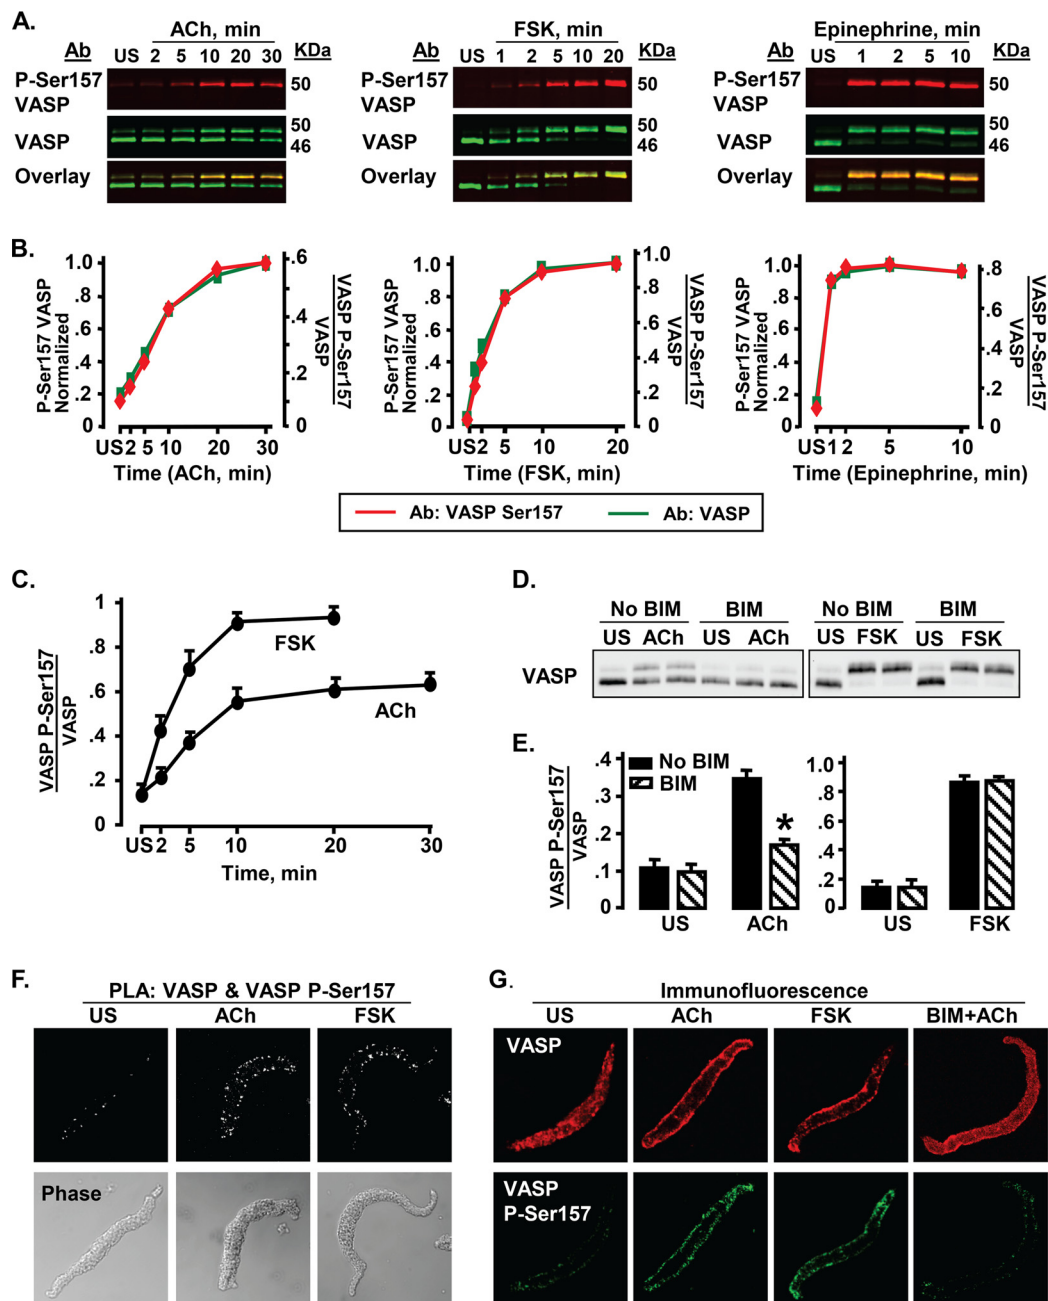 A.
ACh, min
FSK, min
Epinephrine, min
Ab US 2 5 10 20 30 KDa
Ab US 1 2 5 10 20 KDa
Ab US 1 2 5 10 KDa
P-Ser157 VASP 50
P-Ser157 VASP 50
P-Ser157 VASP 50
VASP 50 46
VASP 50 46
VASP 50 46
Overlay
Overlay
Overlay
B.
P-Ser157 VASP Normalized
1.0 .8 .6 .4 .2 0
.6 .5 .4 .2 .1 0
VASP P-Ser157
VASP
US 2 5 10 20 30
Time (ACh, min)
P-Ser157 VASP Normalized
1.0 .8 .6 .4 .2 0
1.0 .8 .6 .4 .2 0
VASP P-Ser157
VASP
US 2 5 10 20
Time (FSK, min)
P-Ser157 VASP Normalized
1.0 .8 .6 .4 .2 0
.8 .6 .4 .2 0
VASP P-Ser157
VASP
US 1 2 5 10
Time (Epinephrine, min)
Ab: VASP Ser157 Ab: VASP
C.
VASP P-Ser157
VASP
1 .8 .6 .4 .2 0
FSK
ACh
US 2 5 10 20 30
Time, min
D.
No BIM BIM
US ACh US ACh
No BIM BIM
US FSK US FSK
VASP
E.
VASP P-Ser157
VASP
.4 .3 .2 .1 0
No BIM
BIM
*
US ACh
1.0 .8 .6 .4 .2 0
US FSK
F.
PLA: VASP & VASP P-Ser157
US ACh FSK
Phase
G.
Immunofluorescence
US ACh FSK BIM+ACh
VASP
VASP
P-Ser157